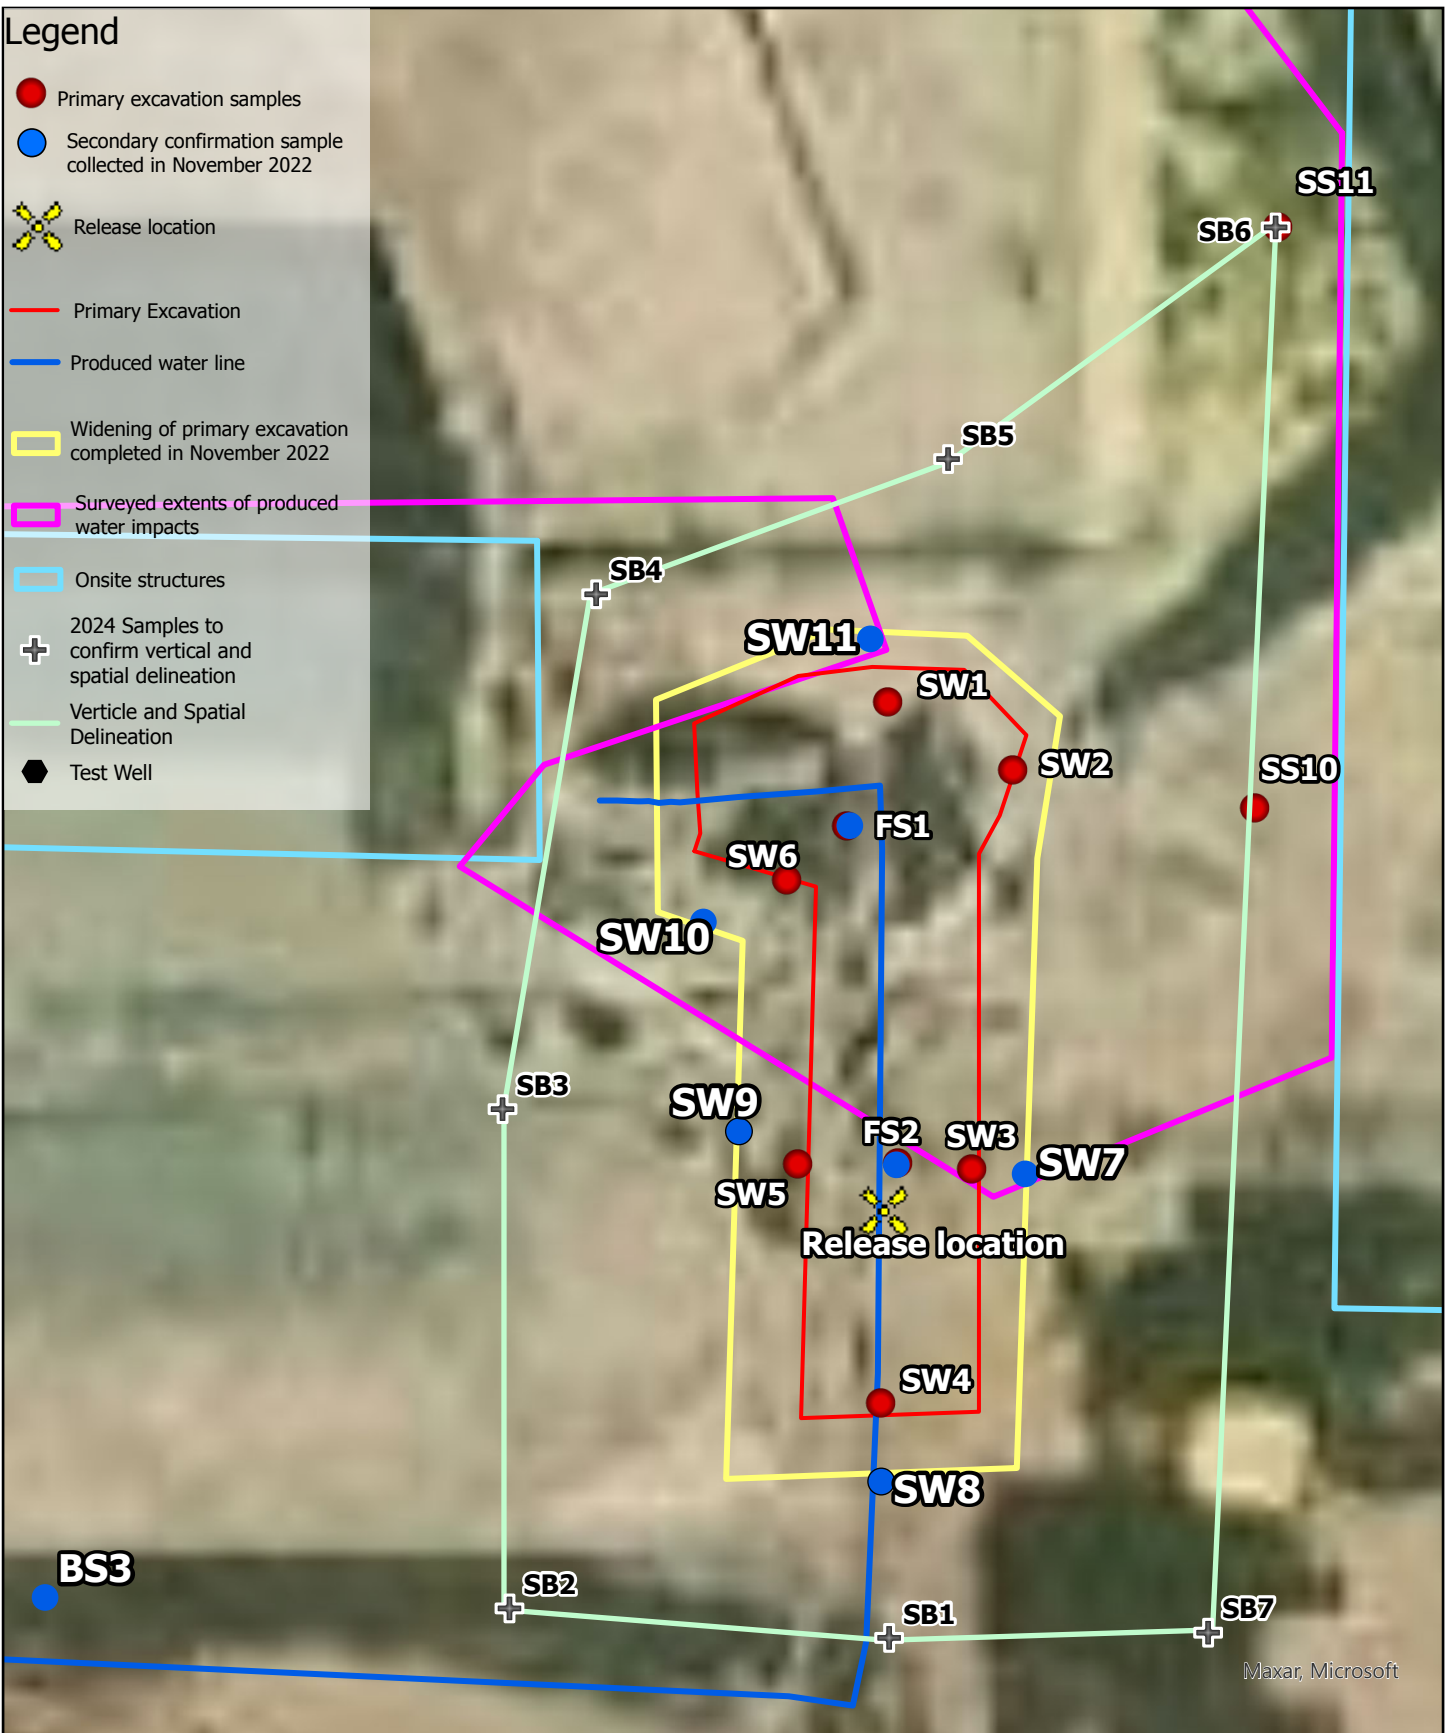 Legend
Primary excavation samples
Secondary confirmation sample
collected in November 2022
Release location
Primary Excavation
Produced water line
Widening of primary excavation
completed in November 2022
Surveyed extents of produced
water impacts
Onsite structures
2024 Samples to
confirm vertical and
spatial delineation
Verticle and Spatial
Delineation
Test Well
SS11
SB6
SB5
SB4
SW11
SW1
SW2
SS10
FS1
SW6
SW10
SB3
SW9
FS2
SW3
SW7
SW5
Release location
SW4
SW8
BS3
SB2
SB1
SB7
Maxar, Microsoft